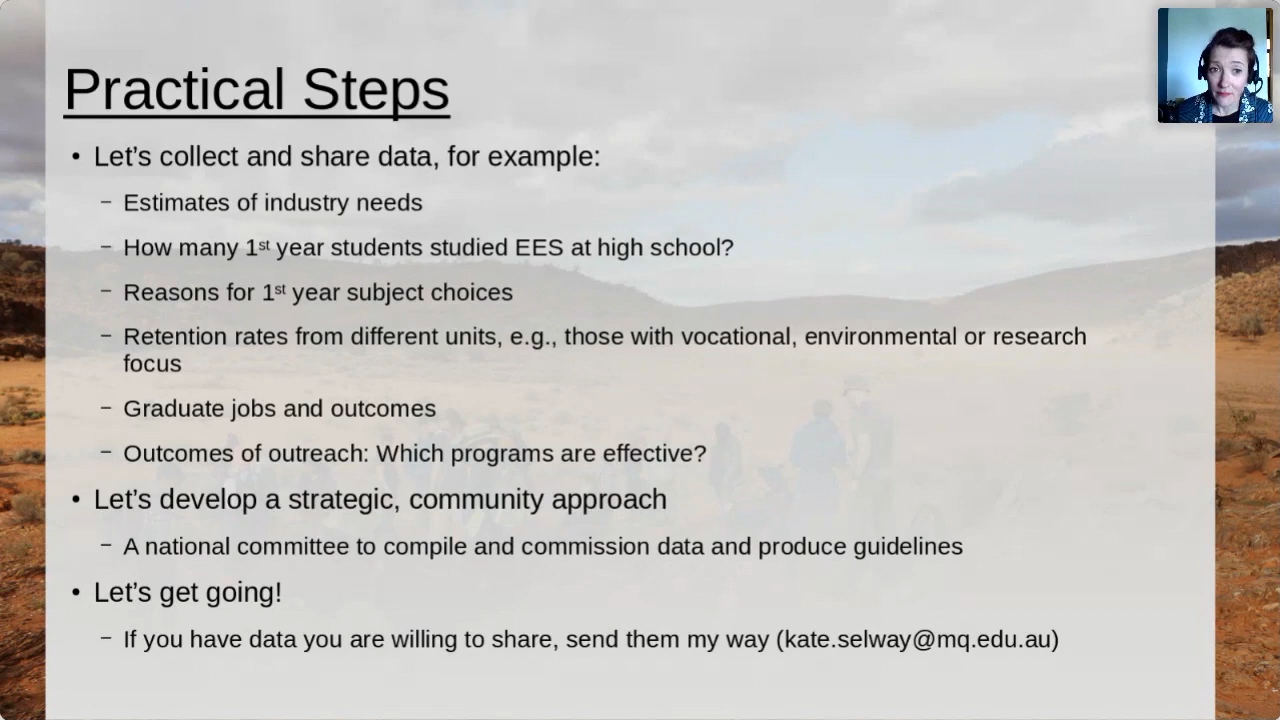 Practical Steps
• Let’s collect and share data, for example:
– Estimates of industry needs
– How many 1st year students studied EES at high school?
– Reasons for 1st year subject choices
– Retention rates from different units, e.g., those with vocational, environmental or research
focus
– Graduate jobs and outcomes
– Outcomes of outreach: Which programs are effective?
• Let’s develop a strategic, community approach
– A national committee to compile and commission data and produce guidelines
• Let’s get going!
– If you have data you are willing to share, send them my way (kate.selway@mq.edu.au)